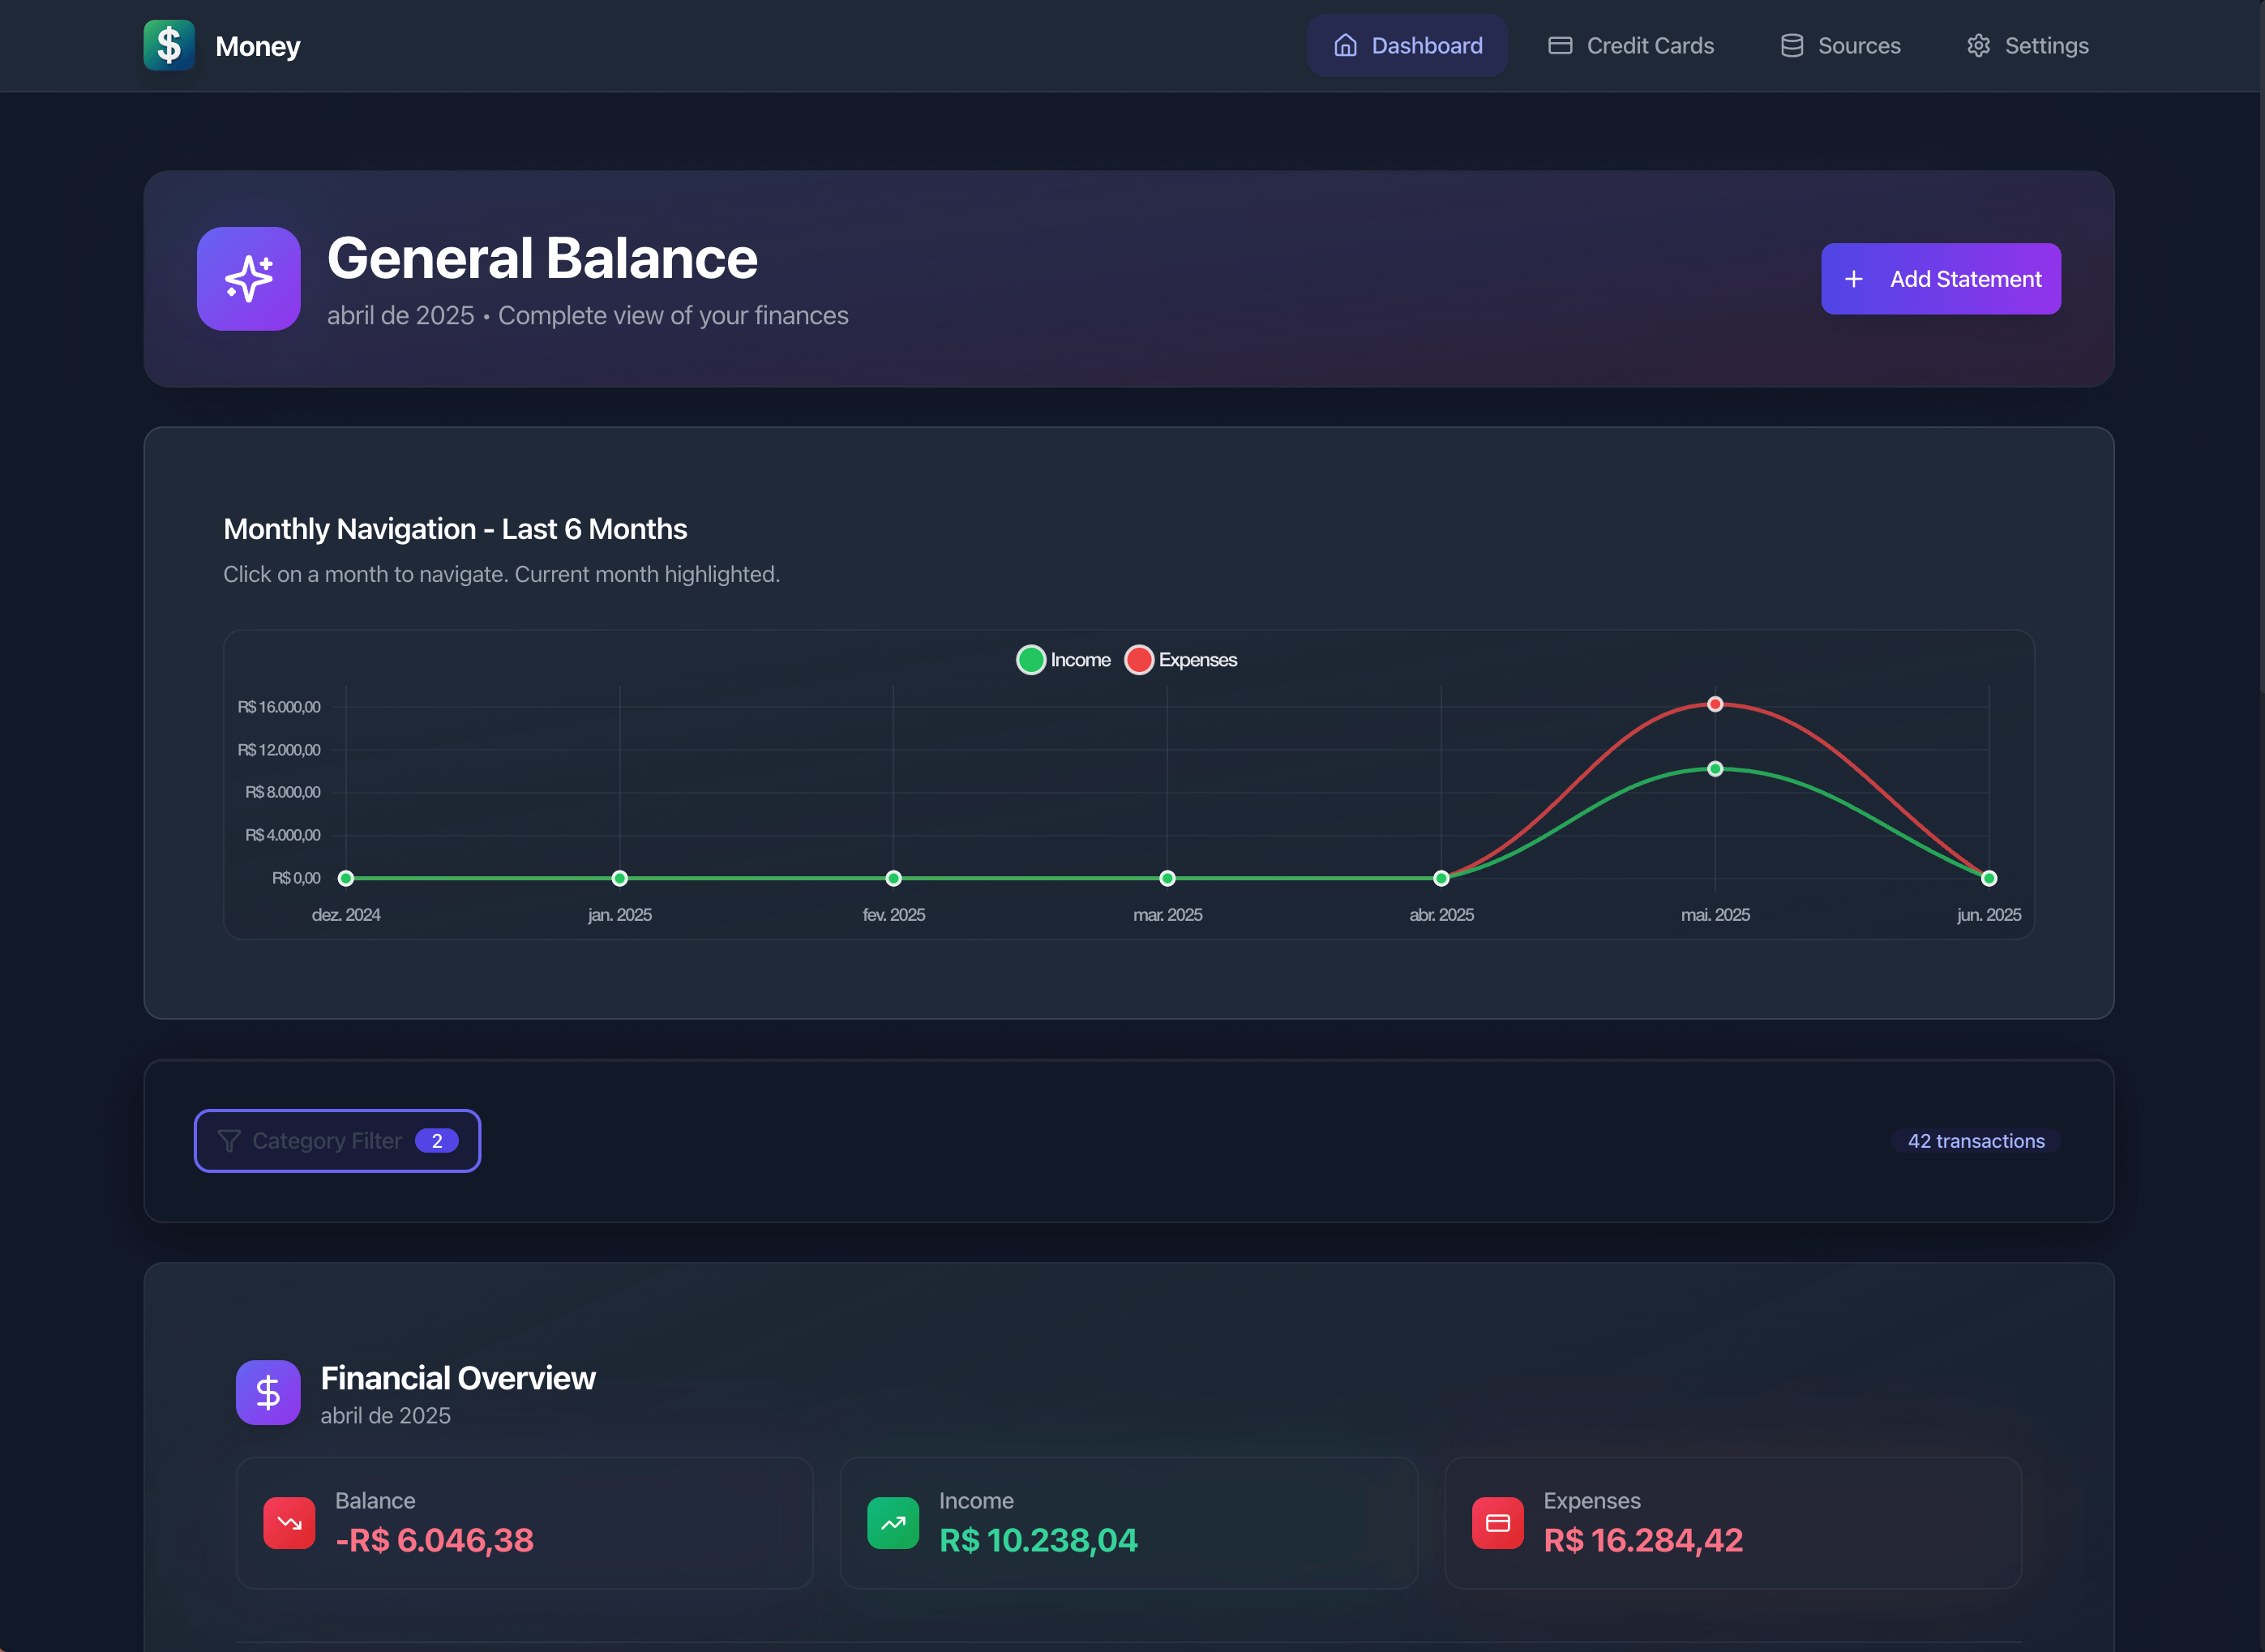 $ Money
Dashboard
Credit Cards
Sources
Settings
General Balance
abril de 2025 • Complete view of your finances
+ Add Statement
Monthly Navigation - Last 6 Months
Click on a month to navigate. Current month highlighted.
Income Expenses
R$ 16.000,00
R$ 12.000,00
R$ 8.000,00
R$ 4.000,00
R$ 0,00
dez. 2024 jan. 2025 fev. 2025 mar. 2025 abr. 2025 mai. 2025 jun. 2025
Category Filter 2
42 transactions
$ Financial Overview
abril de 2025
Balance
-R$ 6.046,38
Income
R$ 10.238,04
Expenses
R$ 16.284,42